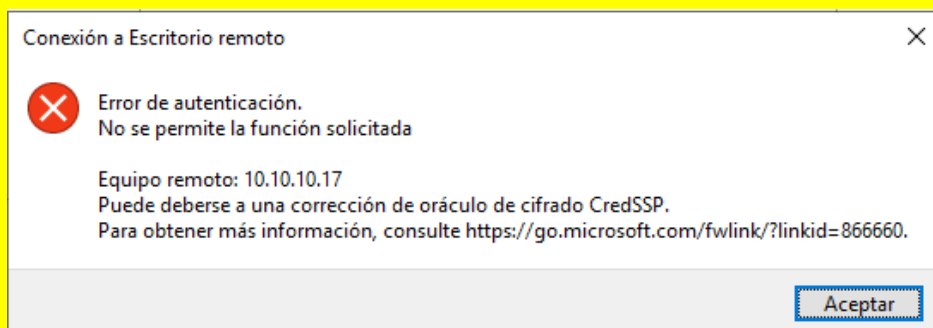 Conexión a Escritorio remoto
Error de autenticación.
No se permite la función solicitada
Equipo remoto: 10.10.10.17
Puede deberse a una corrección de oráculo de cifrado CredSSP.
Para obtener más información, consulte https://go.microsoft.com/fwlink/?linkid=866660.
Aceptar